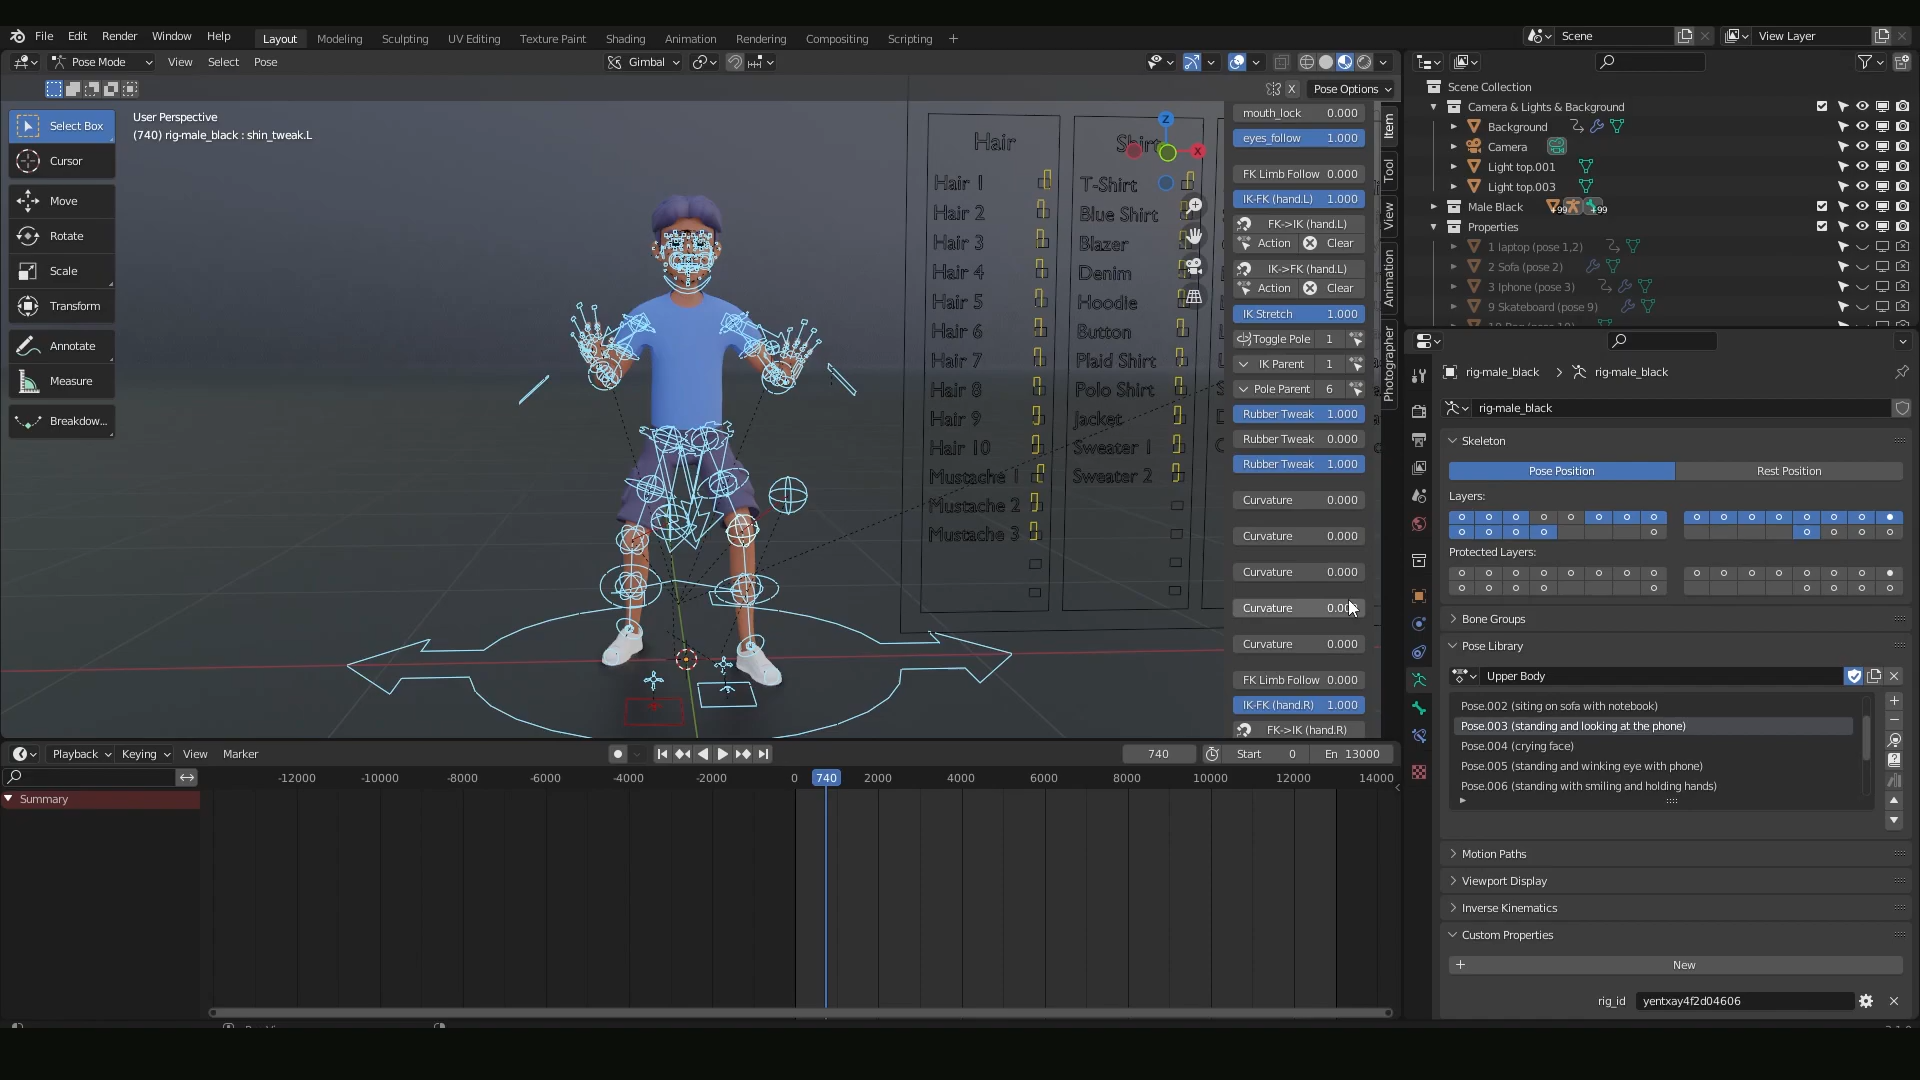 File Edit Render Window Help Layout Modeling Sculpting UV Editing Texture Paint Shading Animation Rendering Compositing Scripting + Scene View Layer
Pose Mode View Select Pose Gimbal
X Pose Options
Select Box
Cursor
Move
Rotate
Scale
Transform
Annotate
Measure
Breakdow...
User Perspective
(740) rig-male_black : shin_tweak.L
Hair
Hair 1
Hair 2
Hair 3
Hair 4
Hair 5
Hair 6
Hair 7
Hair 8
Hair 9
Hair 10
Mustache 1
Mustache 2
Mustache 3
Shirt
T-Shirt
Blue Shirt
Blazer
Denim
Hoodie
Button
Plaid Shirt
Polo Shirt
Jacket
Sweater 1
Sweater 2
Z
X
mouth_lock 0.000
eyes_follow 1.000
FK Limb Follow 0.000
IK-FK (hand.L) 1.000
FK->IK (hand.L)
Action Clear
IK->FK (hand.L)
Action Clear
IK Stretch 1.000
Toggle Pole 1
IK Parent 1
Pole Parent 6
Rubber Tweak 1.000
Rubber Tweak 0.000
Rubber Tweak 1.000
Curvature 0.000
Curvature 0.000
Curvature 0.000
Curvature 0.000
Curvature 0.000
FK Limb Follow 0.000
IK-FK (hand.R) 1.000
FK->IK (hand.R)
Item
Tool
View
Animation
Photographer
Scene Collection
Camera & Lights & Background
Background
Camera
Light top.001
Light top.003
Male Black +99 +99
Properties
1 laptop (pose 1,2)
2 Sofa (pose 2)
3 Iphone (pose 3)
9 Skateboard (pose 9)
rig-male_black > rig-male_black
rig-male_black
Skeleton
Pose Position Rest Position
Layers:
Protected Layers:
Bone Groups
Pose Library
Upper Body
Pose.002 (siting on sofa with notebook)
Pose.003 (standing and looking at the phone)
Pose.004 (crying face)
Pose.005 (standing and winking eye with phone)
Pose.006 (standing with smiling and holding hands)
Motion Paths
Viewport Display
Inverse Kinematics
Custom Properties
+ New
rig_id yentxay4f2d04606
Playback Keying View Marker 740 Start 0 En 13000
-12000 -10000 -8000 -6000 -4000 -2000 0 740 2000 4000 6000 8000 10000 12000 14000
Summary